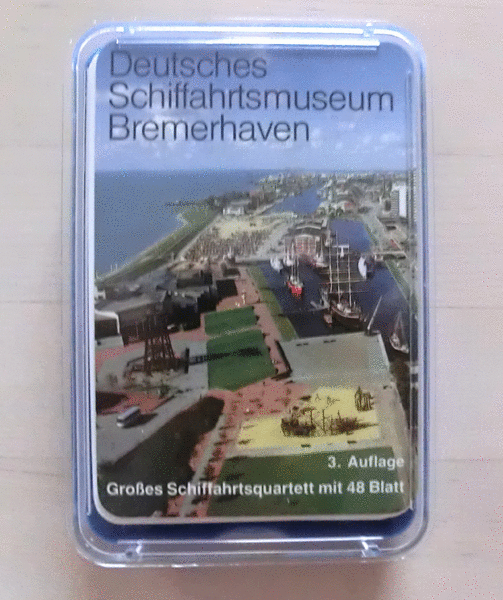 Deutsches
Schiffahrtsmuseum
Bremerhaven
3. Auflage
Großes Schiffahrtsquartett mit 48 Blatt